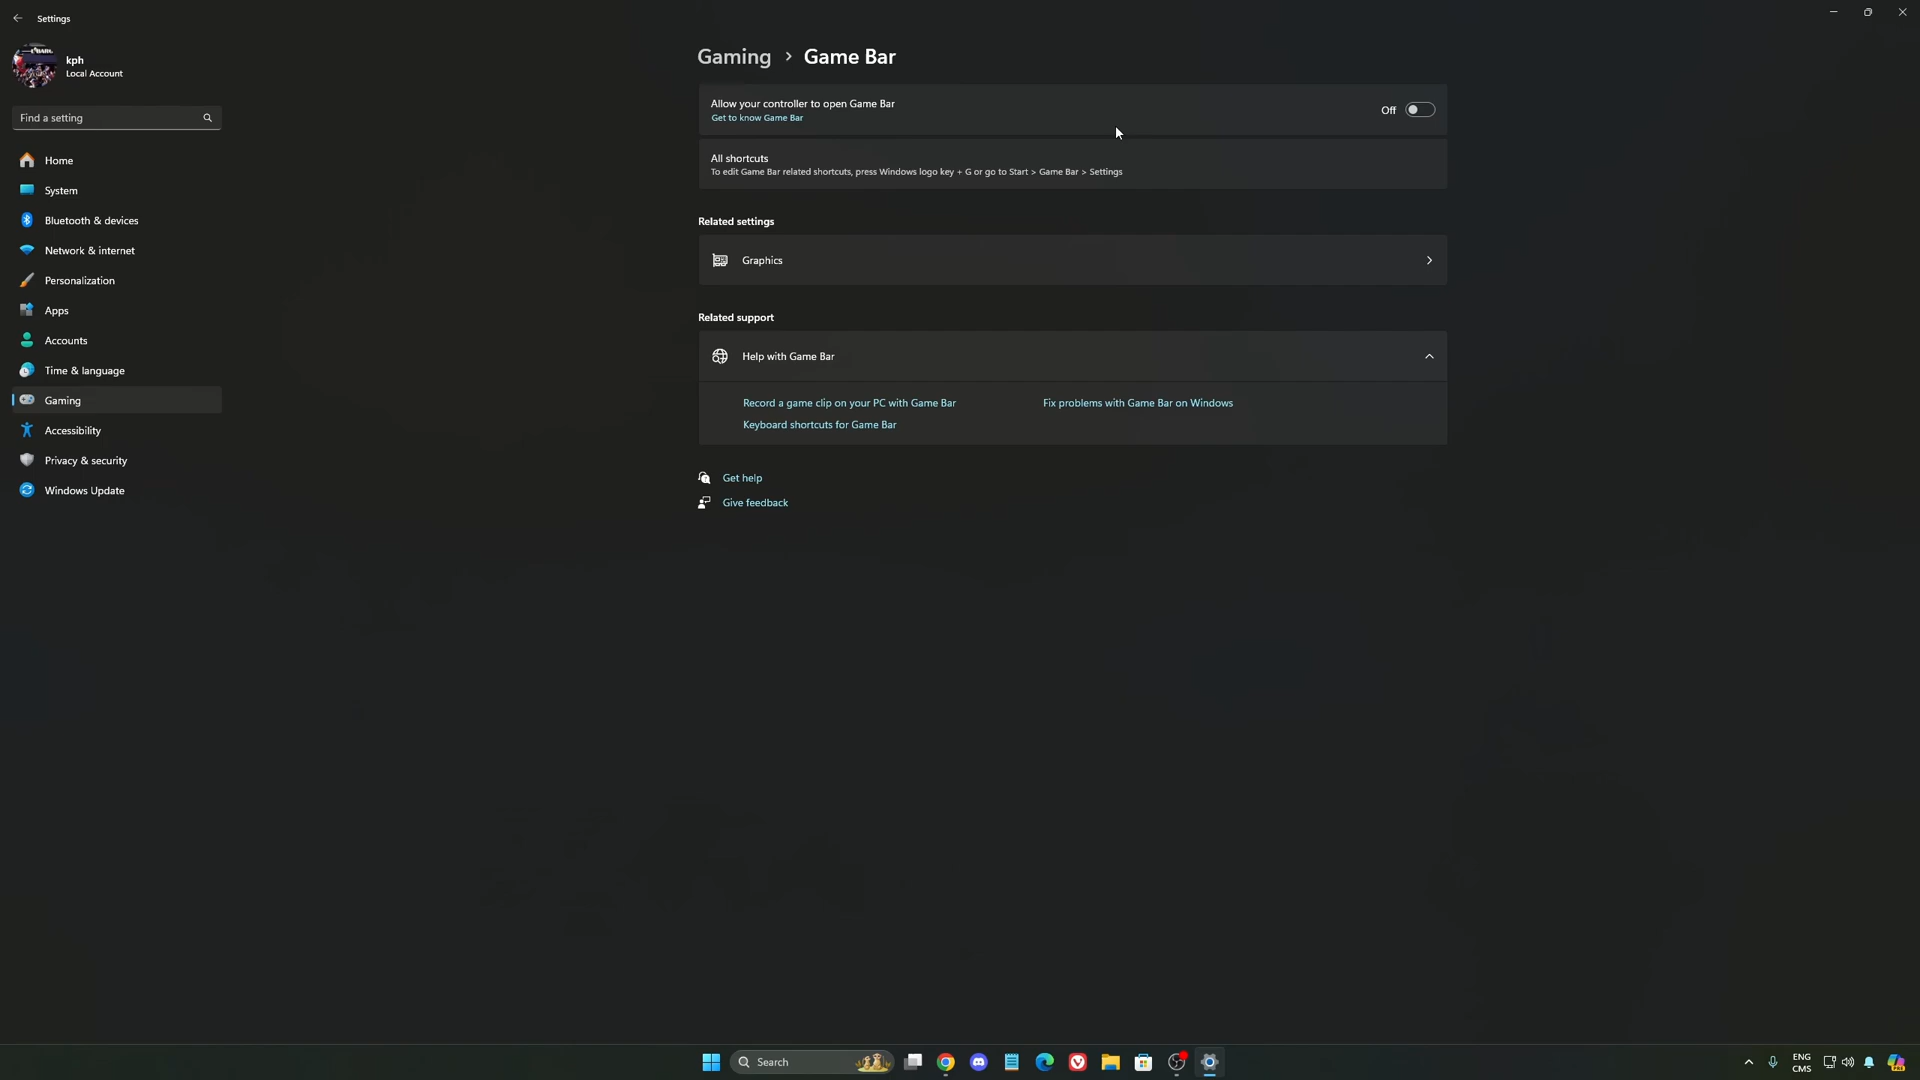 Settings
kph
Local Account
Find a setting
Home
System
Bluetooth & devices
Network & internet
Personalization
Apps
Accounts
Time & language
Gaming
Accessibility
Privacy & security
Windows Update
Gaming > Game Bar
Allow your controller to open Game Bar
Get to know Game Bar
Off
All shortcuts
To edit Game Bar related shortcuts, press Windows logo key + G or go to Start > Game Bar > Settings
Related settings
Graphics
Related support
Help with Game Bar
Record a game clip on your PC with Game Bar
Fix problems with Game Bar on Windows
Keyboard shortcuts for Game Bar
Get help
Give feedback
Search
ENG
CMS